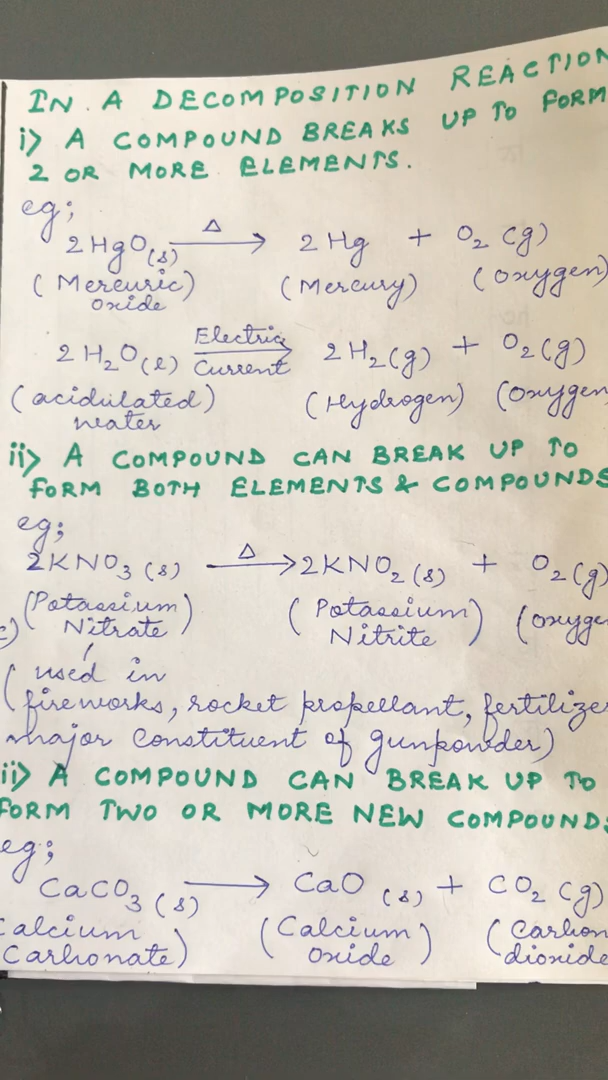 IN A DECOMPOSITION REACTION
i) A COMPOUND BREAKS UP TO FORM
2 OR MORE ELEMENTS.
eg;
2HgO(s) —Δ→ 2Hg + O₂(g)
(Mercuric oxide) (Mercury) (Oxygen)
2H₂O(l) —Electric Current→ 2H₂(g) + O₂(g)
(acidulated water) (Hydrogen) (Oxygen
ii) A COMPOUND CAN BREAK UP TO
FORM BOTH ELEMENTS & COMPOUNDS
eg;
2KNO₃(s) —Δ→ 2KNO₂(s) + O₂(g)
(Potassium Nitrate) (Potassium Nitrite) (oxyge
(used in
fireworks, rocket propellant, fertilize
major constituent of gunpowder)
ii) A COMPOUND CAN BREAK UP TO
FORM TWO OR MORE NEW COMPOUNDS
eg;
CaCO₃(s) → CaO(s) + CO₂(g)
Calcium Carbonate) (Calcium oxide) (Carbon dioxide